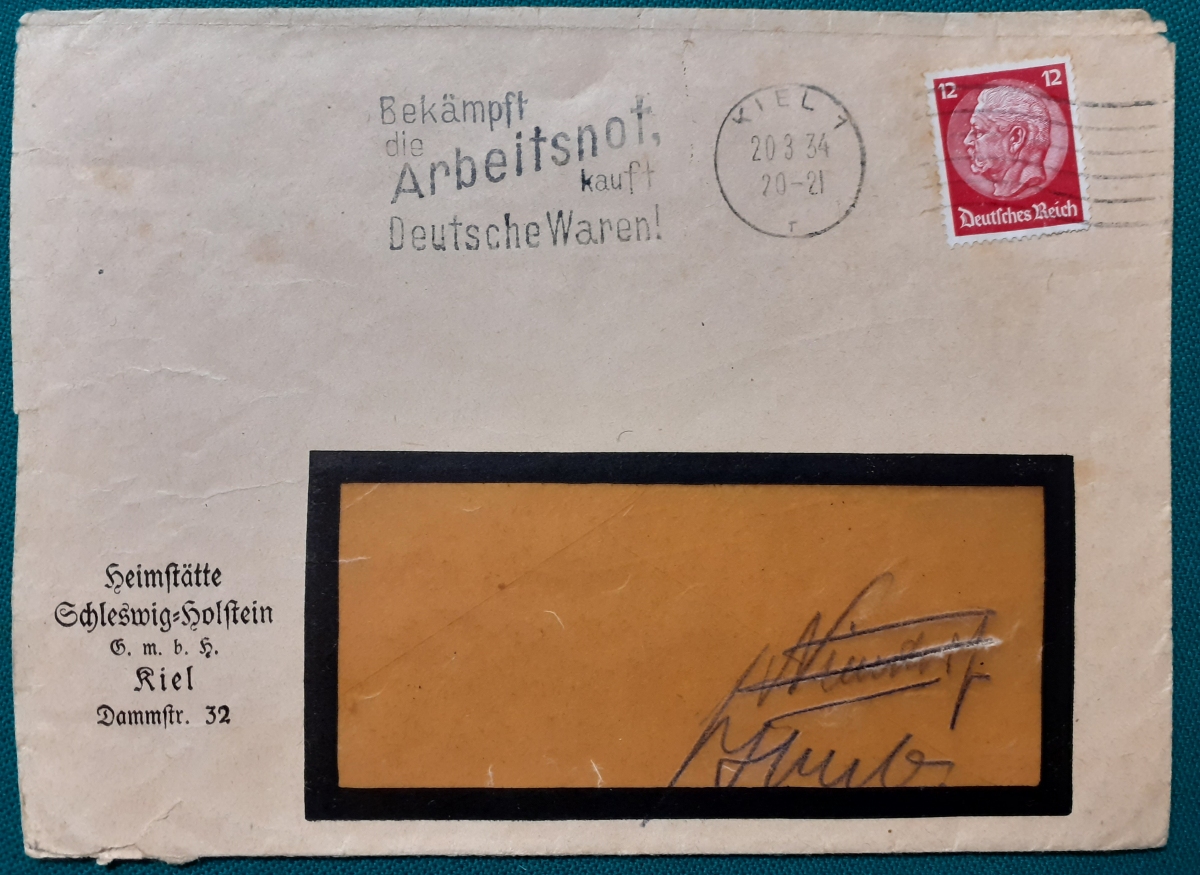 Bekämpft
die
Arbeitsnot,
kauft
Deutsche Waren!
KIEL 1
20 3 34
20-21
r
12 12
Deutſches Reich
Heimſtätte
Schleswig=Holſtein
G. m. b. H.
Kiel
Dammſtr. 32